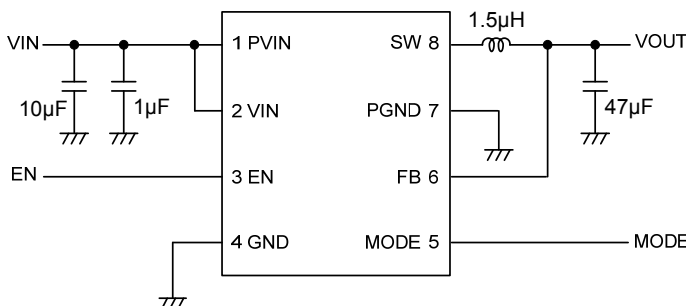 1.5µH
VIN 1 PVIN SW 8 VOUT
10µF 1µF 2 VIN PGND 7 47µF
EN 3 EN FB 6
4 GND MODE 5 MODE